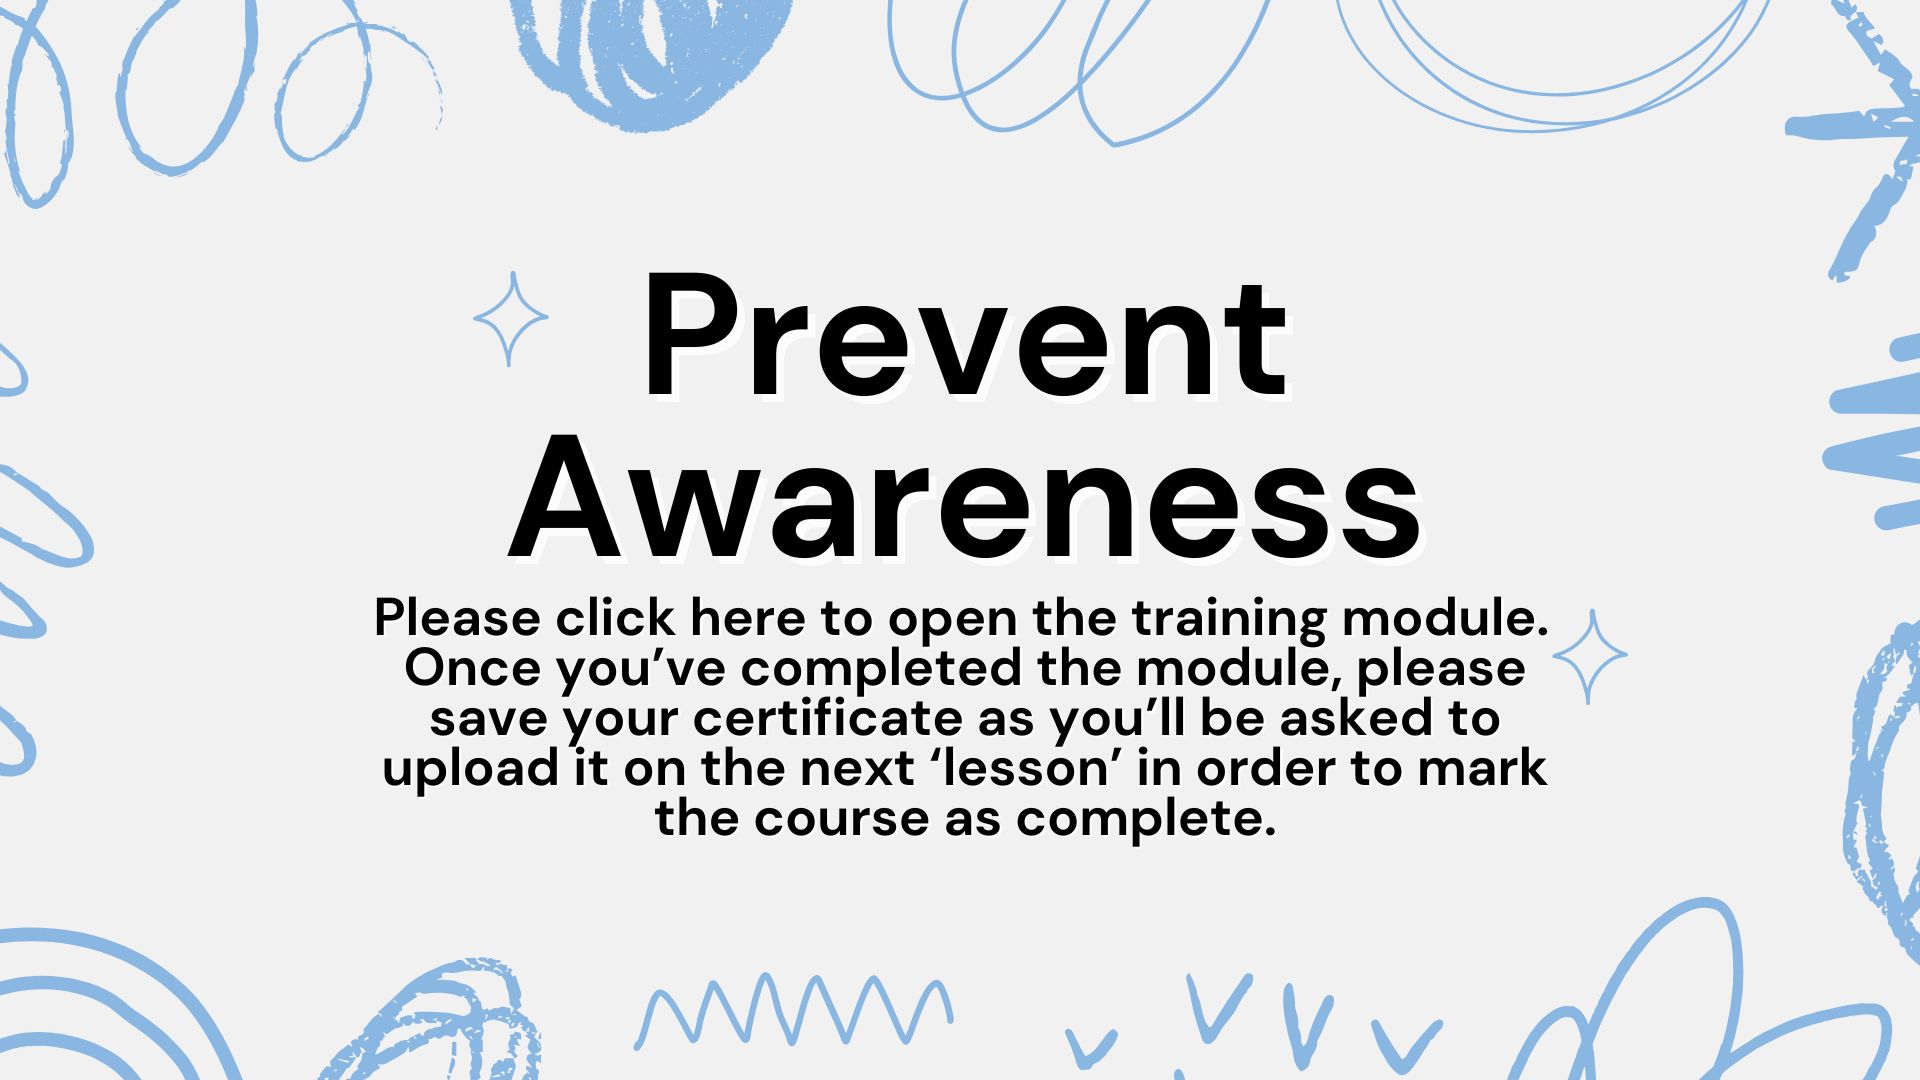 Prevent
Awareness
Please click here to open the training module.
Once you’ve completed the module, please
save your certificate as you’ll be asked to
upload it on the next ‘lesson’ in order to mark
the course as complete.